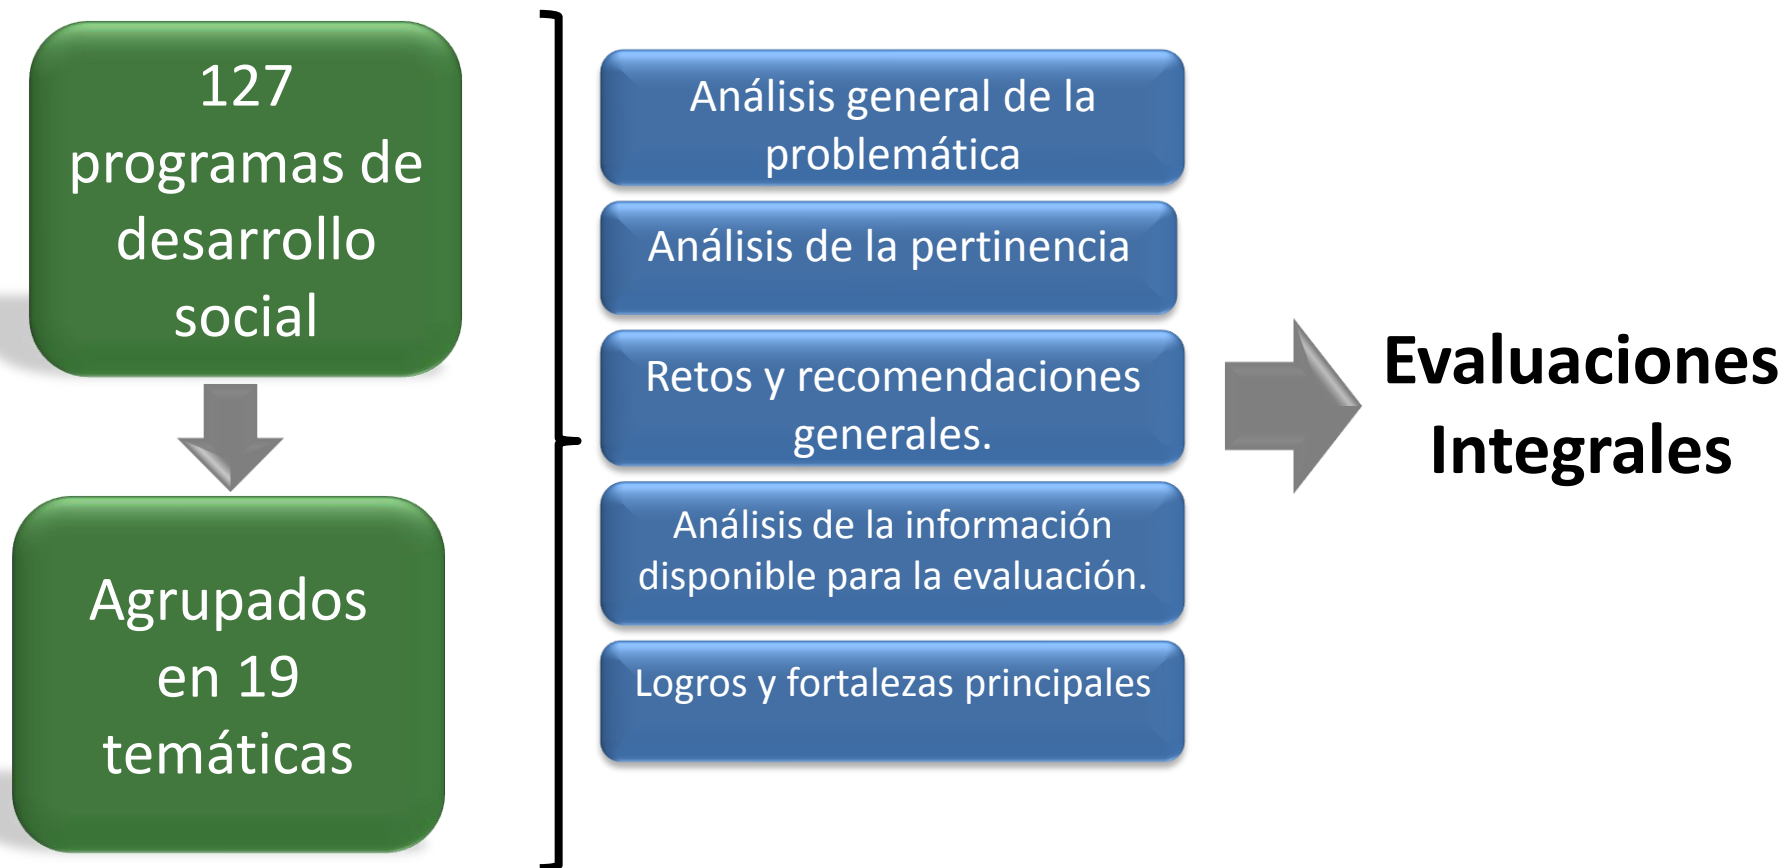 127
programas de
desarrollo
social
Agrupados
en 19
temáticas
Análisis general de la
problemática
Análisis de la pertinencia
Retos y recomendaciones
generales.
Análisis de la información
disponible para la evaluación.
Logros y fortalezas principales
Evaluaciones
Integrales